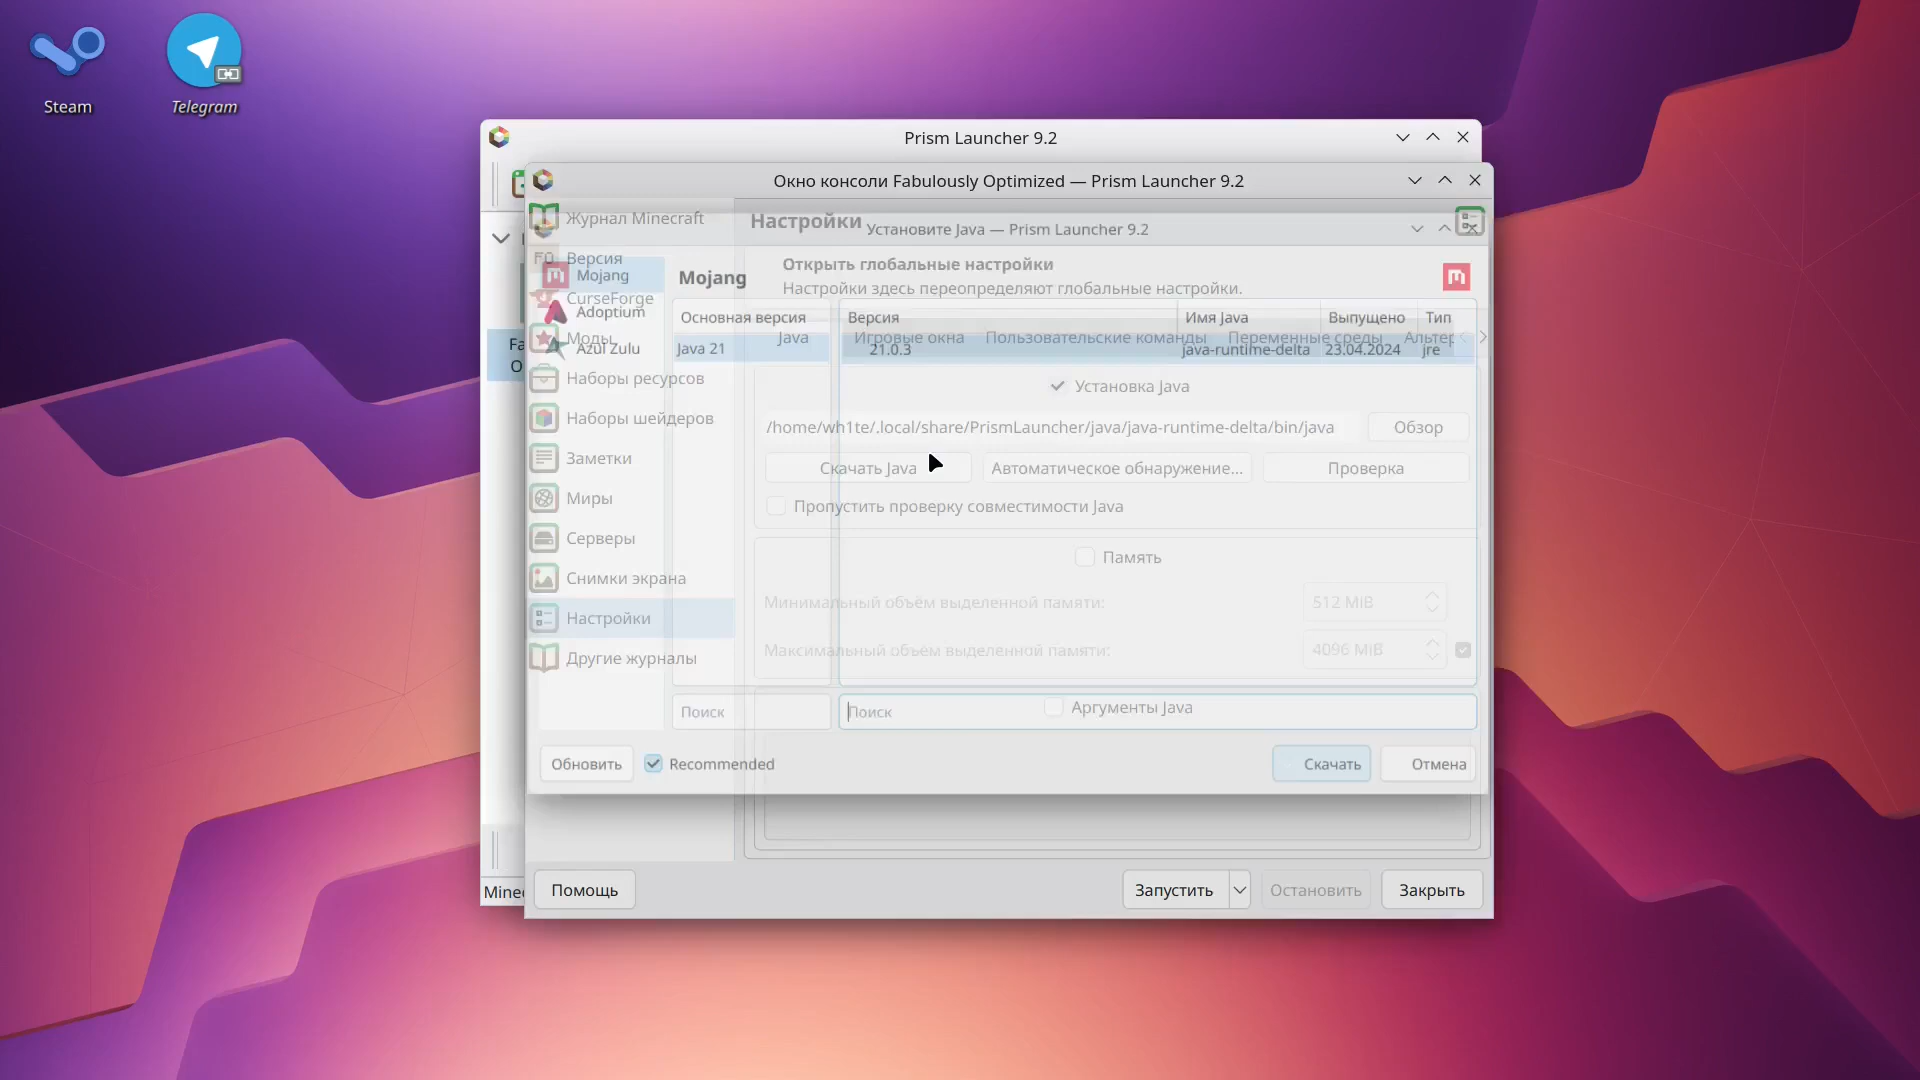 Steam
Telegram
Prism Launcher 9.2
Окно консоли Fabulously Optimized — Prism Launcher 9.2
Установите Java — Prism Launcher 9.2
Журнал Minecraft
Версия
CurseForge
Моды
Наборы ресурсов
Наборы шейдеров
Заметки
Миры
Серверы
Снимки экрана
Настройки
Другие журналы
Настройки
Открыть глобальные настройки
Настройки здесь переопределяют глобальные настройки.
Java
Игровые окна
Пользовательские команды
Переменные среды
Альтер
Установка Java
/home/wh1te/.local/share/PrismLauncher/java/java-runtime-delta/bin/java
Обзор
Скачать Java
Автоматическое обнаружение...
Проверка
Пропустить проверку совместимости Java
Память
Минимальный объём выделенной памяти:
512 MiB
Максимальный объём выделенной памяти:
4096 MiB
Аргументы Java
Mojang
Adoptium
Azul Zulu
Mojang
Основная версия
Java 21
Версия
Имя Java
Выпущено
Тип
21.0.3
java-runtime-delta
23.04.2024
jre
Поиск
Поиск
Обновить
Recommended
Скачать
Отмена
Fa
O
Mine
Помощь
Запустить
Остановить
Закрыть